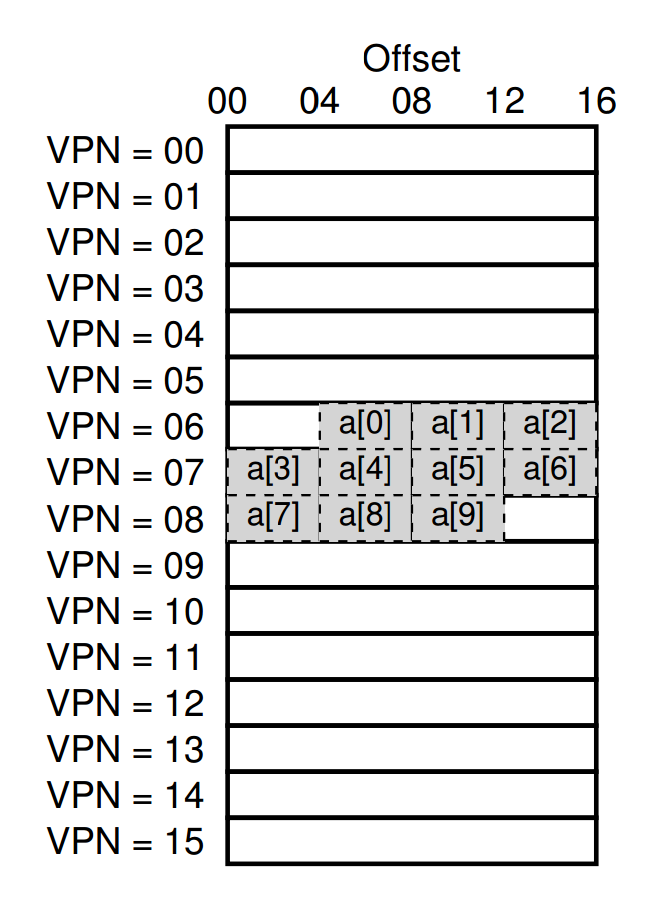 Offset
00 04 08 12 16
VPN = 00
VPN = 01
VPN = 02
VPN = 03
VPN = 04
VPN = 05
VPN = 06 a[0] a[1] a[2]
VPN = 07 a[3] a[4] a[5] a[6]
VPN = 08 a[7] a[8] a[9]
VPN = 09
VPN = 10
VPN = 11
VPN = 12
VPN = 13
VPN = 14
VPN = 15